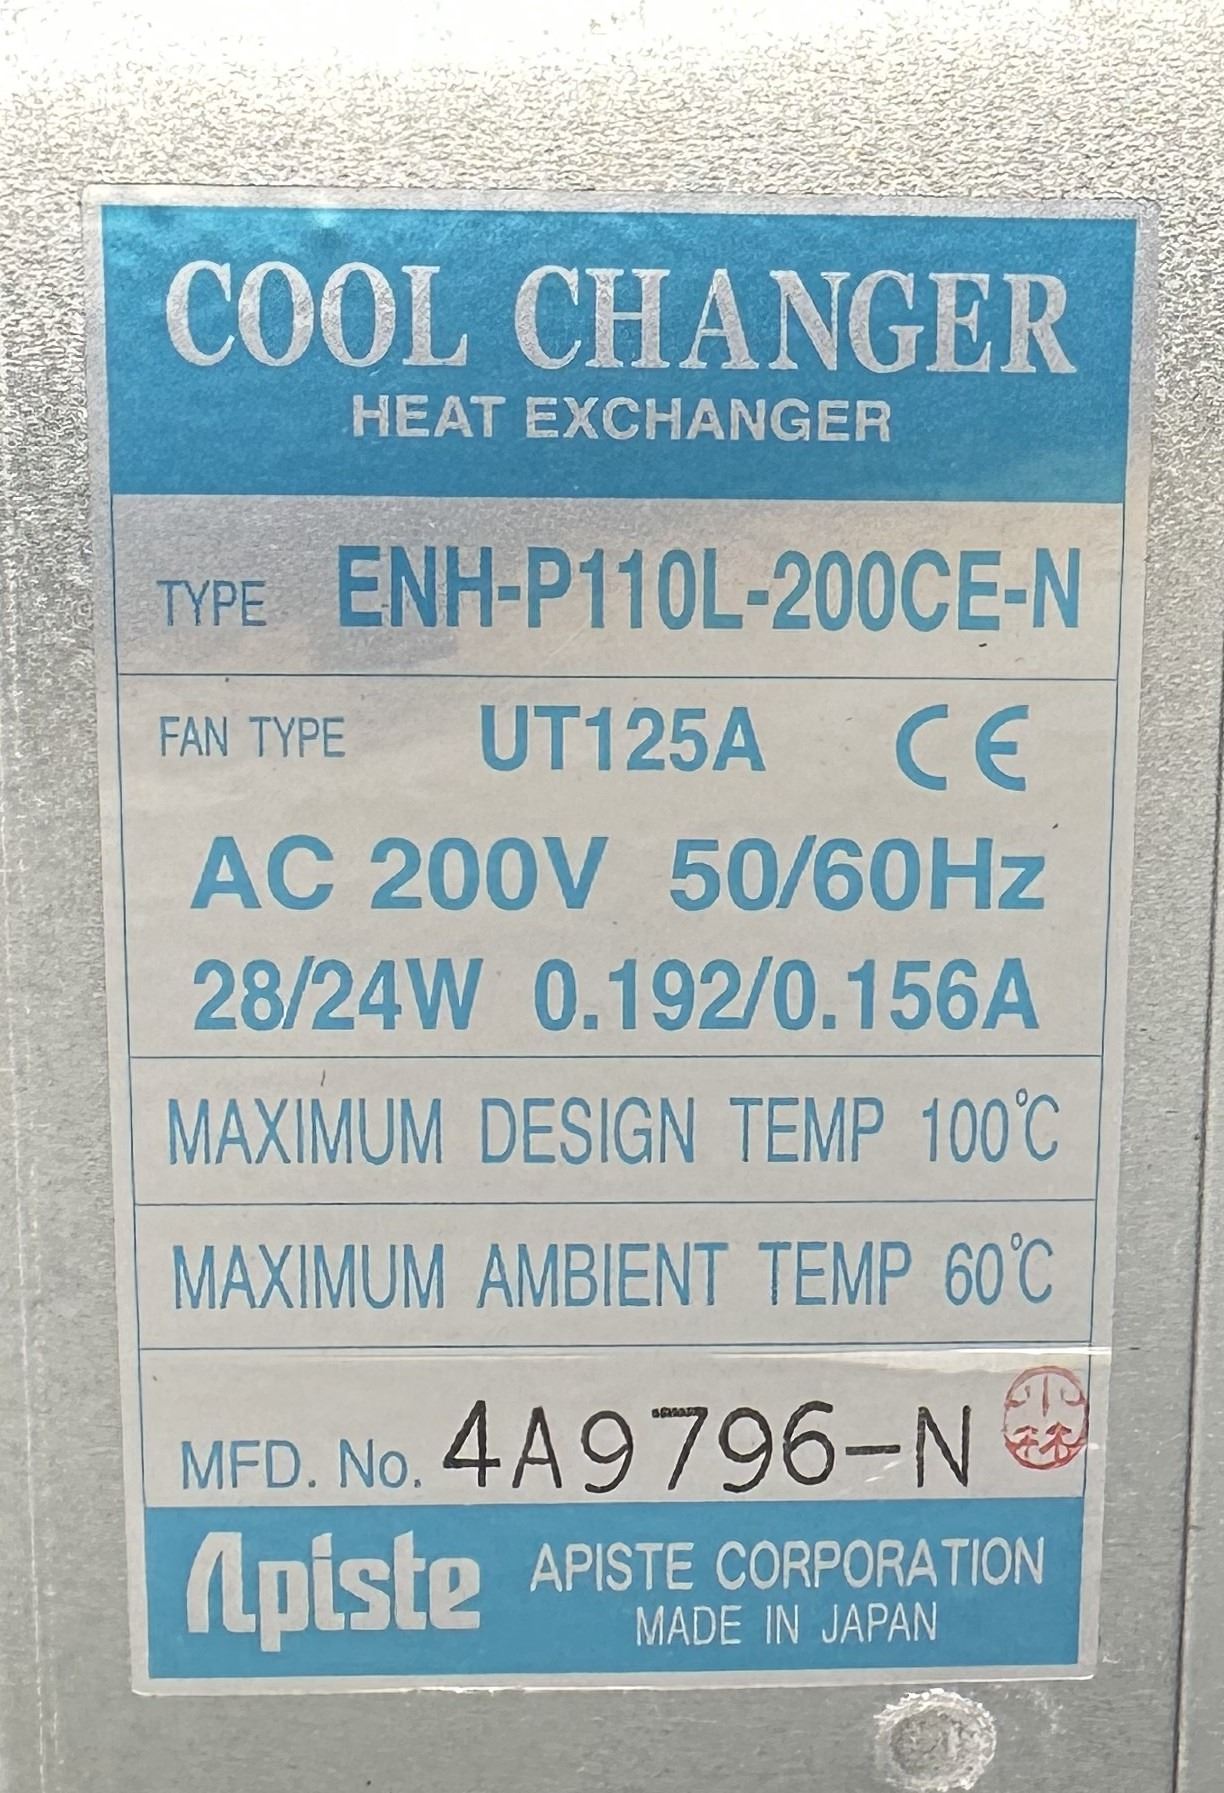 COOL CHANGER
HEAT EXCHANGER
TYPE ENH-P110L-200CE-N
FAN TYPE UT125A CE
AC 200V 50/60Hz
28/24W 0.192/0.156A
MAXIMUM DESIGN TEMP 100℃
MAXIMUM AMBIENT TEMP 60℃
MFD. No. 4A9796-N
小林
Apiste APISTE CORPORATION
MADE IN JAPAN